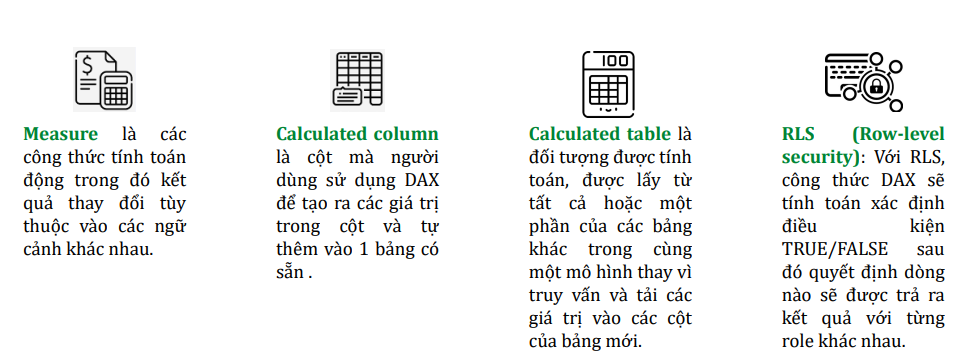 Measure là các
công thức tính toán
động trong đó kết
quả thay đổi tùy
thuộc vào các ngữ
cảnh khác nhau.
Calculated column
là cột mà người
dùng sử dụng DAX
để tạo ra các giá trị
trong cột và tự
thêm vào 1 bảng có
sẵn .
100
Calculated table là
đối tượng được tính
toán, được lấy từ
tất cả hoặc một
phần của các bảng
khác trong cùng
một mô hình thay vì
truy vấn và tải các
giá trị vào các cột
của bảng mới.
RLS (Row-level
security): Với RLS,
công thức DAX sẽ
tính toán xác định
điều kiện
TRUE/FALSE sau
đó quyết định dòng
nào sẽ được trả ra
kết quả với từng
role khác nhau.